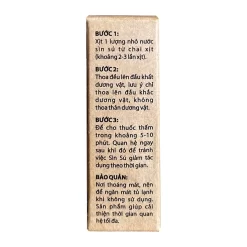 BƯỚC 1:
Xịt 1 lượng nhỏ nước
sìn sú từ chai xịt
(khoảng 2-3 lần xịt).
BƯỚC 2:
Thoa đều lên đầu khất
dương vật, lưu ý chỉ
thoa lên đầu khấc
dương vật, không
thoa thân dương vật.
BƯỚC 3:
Để cho thuốc thấm
trong khoảng 5-10
phút. Quan hệ ngay
sau khi đó để tránh
việc Sìn Sú giảm tác
dụng theo thời gian.
BẢO QUẢN:
Nơi thoáng mát, nên
để ngăn mát tủ lạnh
khi không sử dụng.
Sản phẩm giúp cải
thiện thời gian quan
hệ tối đa.